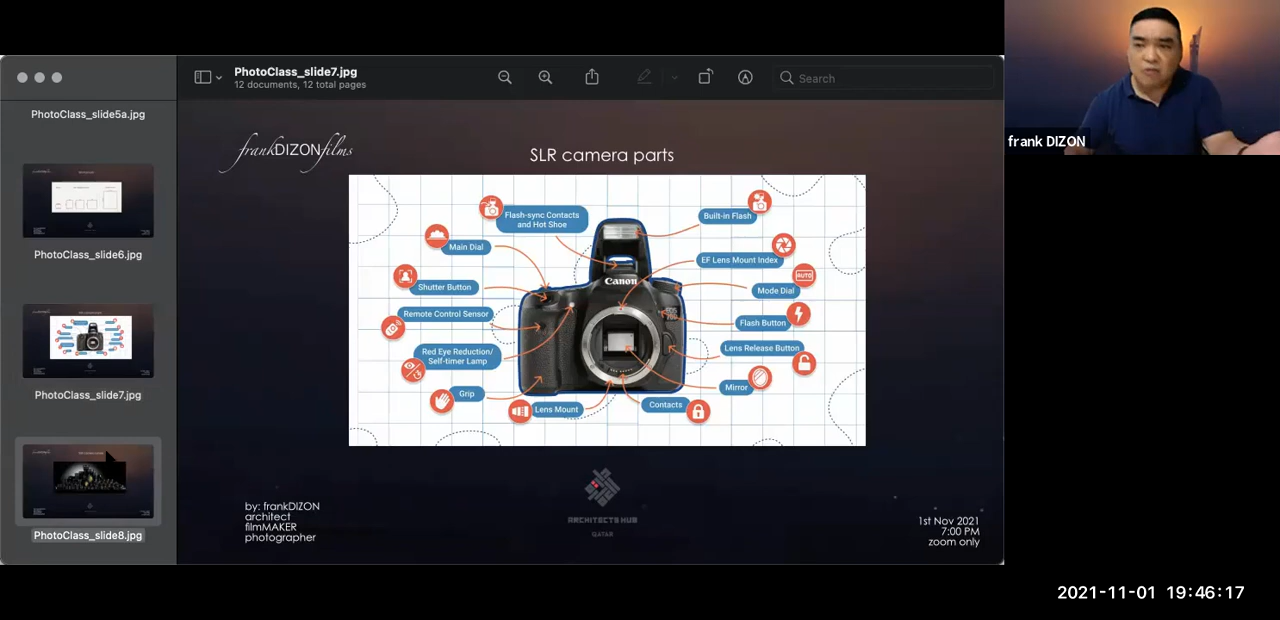 PhotoClass_slide7.jpg
12 documents, 12 total pages
Search
PhotoClass_slide5a.jpg
PhotoClass_slide6.jpg
PhotoClass_slide7.jpg
PhotoClass_slide8.jpg
frankDIZONfilms
SLR camera parts
Flash-sync Contacts
and Hot Shoe
Built-in Flash
Main Dial
EF Lens Mount Index
Shutter Button
AUTO
Mode Dial
Canon
Remote Control Sensor
Flash Button
Red Eye Reduction/
Self-timer Lamp
Lens Release Button
Grip
Mirror
Lens Mount
Contacts
by: frankDIZON
architect
filmMAKER
photographer
ARCHITECTS HUB
QATAR
1st Nov 2021
7:00 PM
zoom only
frank DIZON
2021-11-01 19:46:17